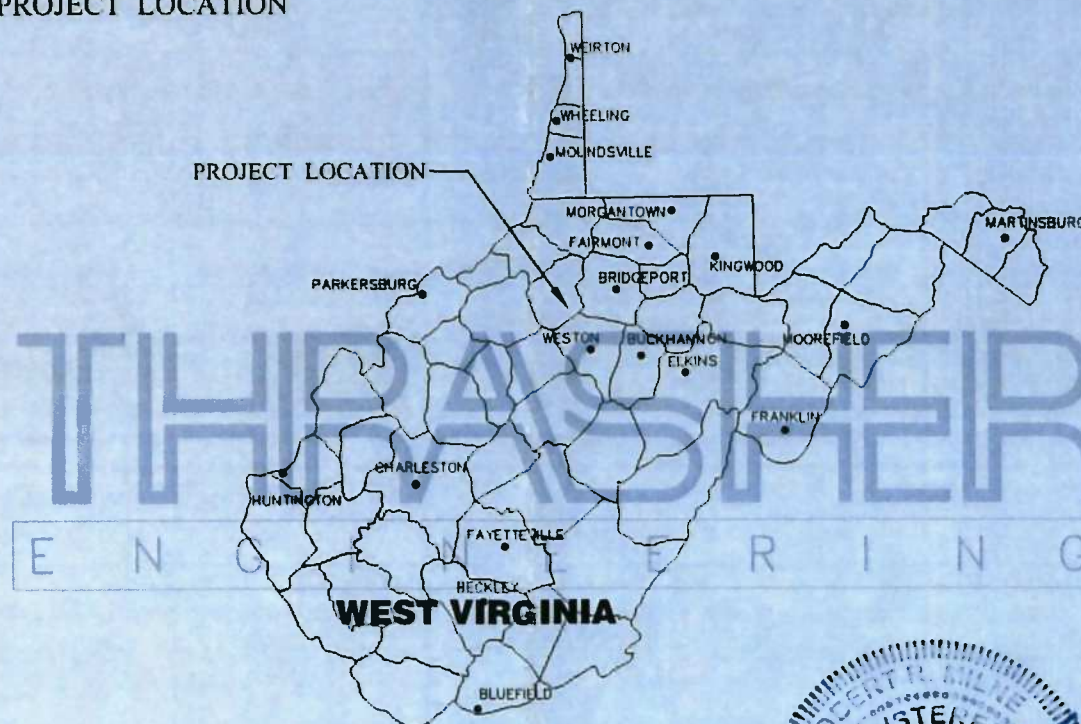 PROJECT LOCATION
WEIRTON
WHEELING
MOUNDSVILLE
PROJECT LOCATION
MORGANTOWN
MARTINSBURG
FAIRMONT
KINGWOOD
BRIDGEPORT
PARKERSBURG
WESTON
BUCKHANNON
MOOREFIELD
ELKINS
THRASHER
FRANKLIN
CHARLESTON
HUNTINGTON
FAYETTEVILLE
ENGINEERING
BECKLEY
WEST VIRGINIA
BLUEFIELD